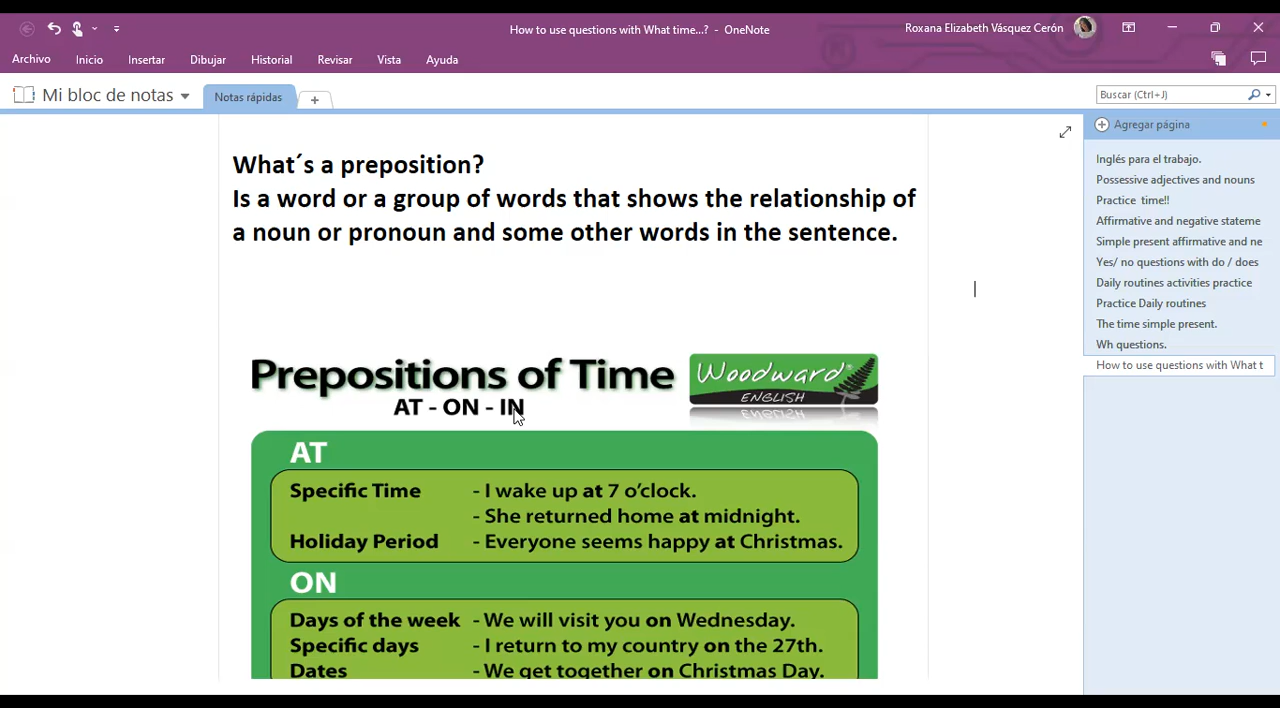 How to use questions with What time...? - OneNote
Roxana Elizabeth Vásquez Cerón
Archivo Inicio Insertar Dibujar Historial Revisar Vista Ayuda
Mi bloc de notas
Notas rápidas
Buscar (Ctrl+J)
What´s a preposition?
Is a word or a group of words that shows the relationship of
a noun or pronoun and some other words in the sentence.
Prepositions of Time
AT - ON - IN
Woodward®
ENGLISH
AT
Specific Time - I wake up at 7 o’clock.
- She returned home at midnight.
Holiday Period - Everyone seems happy at Christmas.
ON
Days of the week - We will visit you on Wednesday.
Specific days - I return to my country on the 27th.
Dates - We get together on Christmas Day.
Agregar página
Inglés para el trabajo.
Possessive adjectives and nouns
Practice time!!
Affirmative and negative stateme
Simple present affirmative and ne
Yes/ no questions with do / does
Daily routines activities practice
Practice Daily routines
The time simple present.
Wh questions.
How to use questions with What t